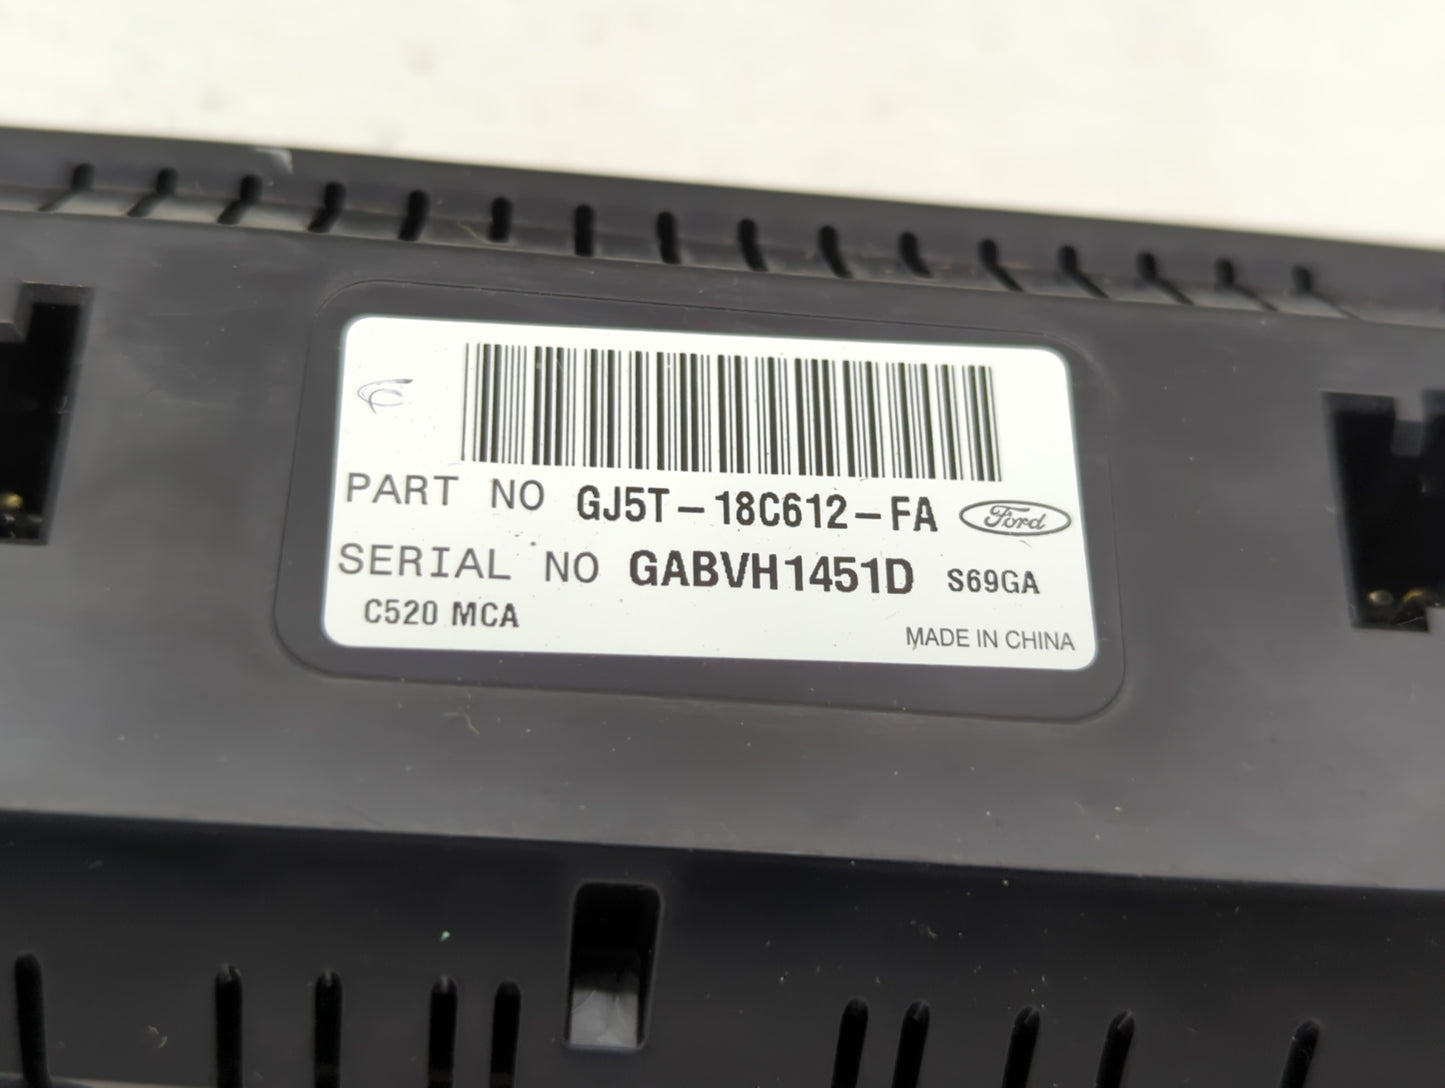 PART NO GJ5T-18C612-FA Ford
SERIAL NO GABVH1451D S69GA
C520 MCA
MADE IN CHINA